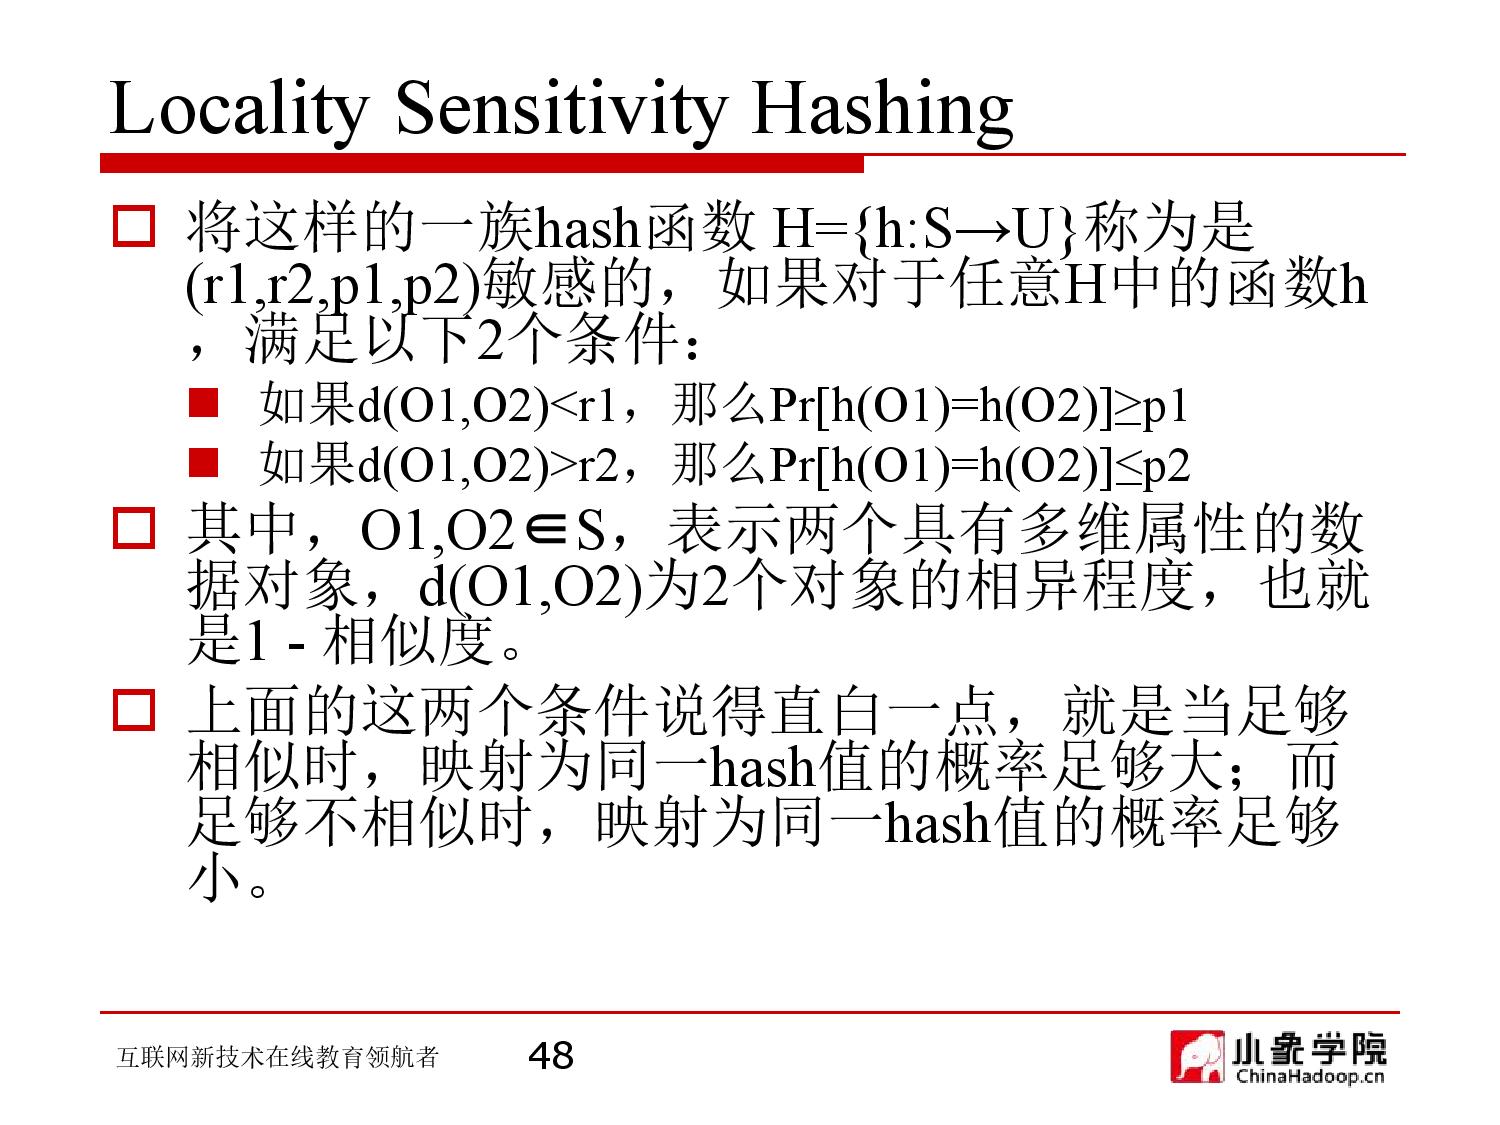 Locality Sensitivity Hashing
将这样的一族hash函数 H={h:S→U}称为是
(r1,r2,p1,p2)敏感的，如果对于任意H中的函数h
，满足以下2个条件：
如果d(O1,O2)<r1，那么Pr[h(O1)=h(O2)]≥p1
如果d(O1,O2)>r2，那么Pr[h(O1)=h(O2)]≤p2
其中，O1,O2∈S，表示两个具有多维属性的数
据对象，d(O1,O2)为2个对象的相异程度，也就
是1 - 相似度。
上面的这两个条件说得直白一点，就是当足够
相似时，映射为同一hash值的概率足够大；而
足够不相似时，映射为同一hash值的概率足够
小。
互联网新技术在线教育领航者
48
小象学院
ChinaHadoop.cn